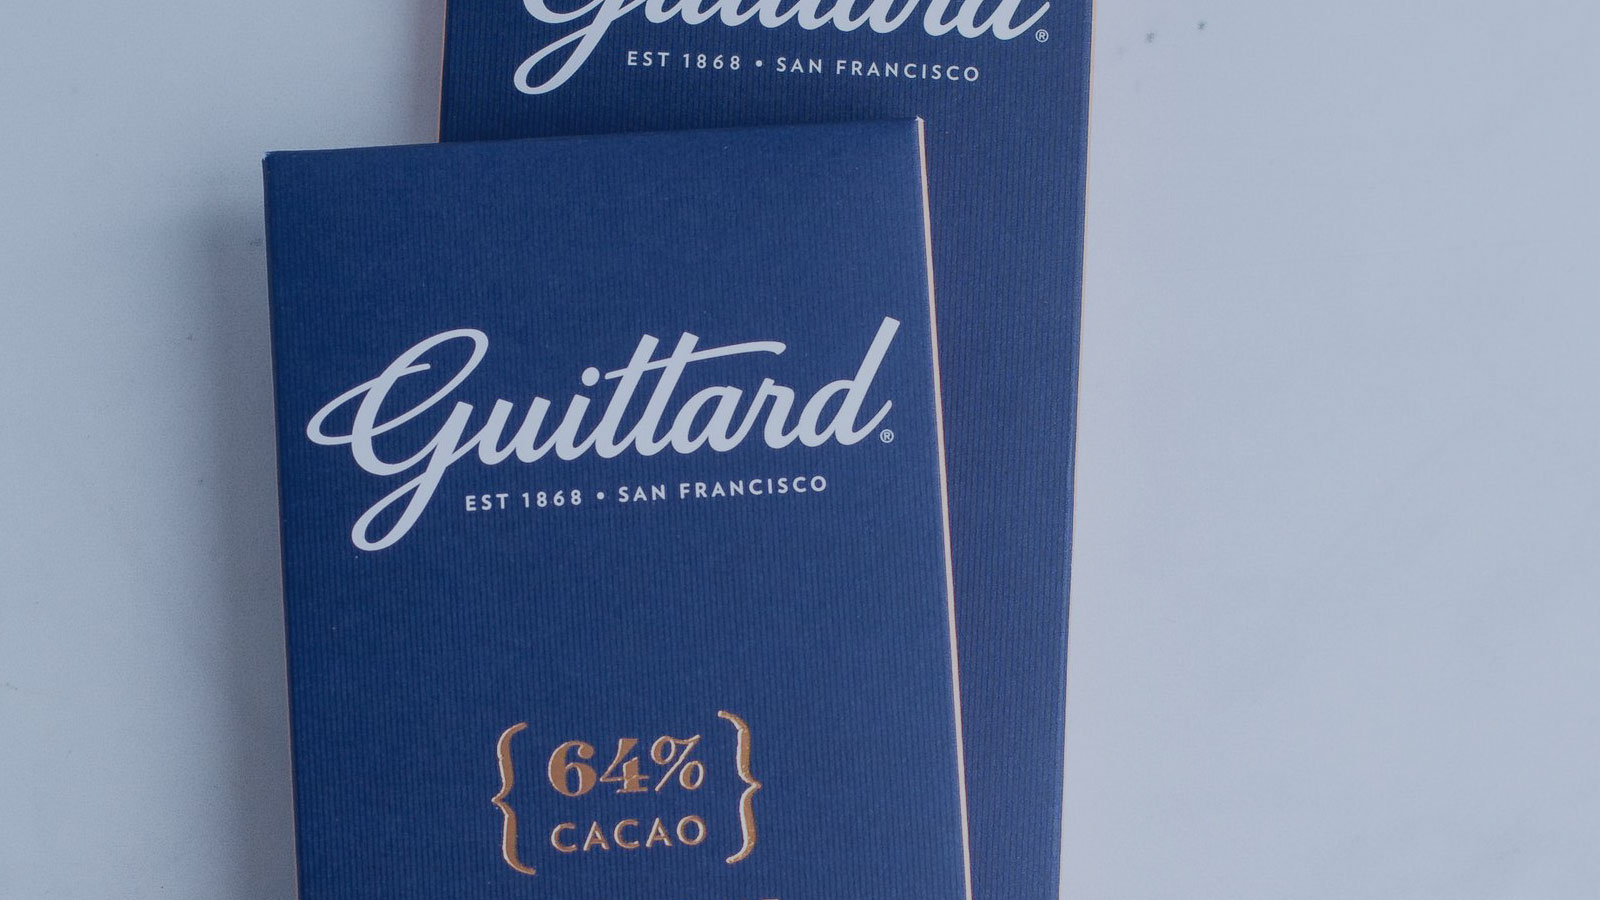 Guittard®
EST 1868 • SAN FRANCISCO
Guittard®
EST 1868 • SAN FRANCISCO
{ 64% }
CACAO